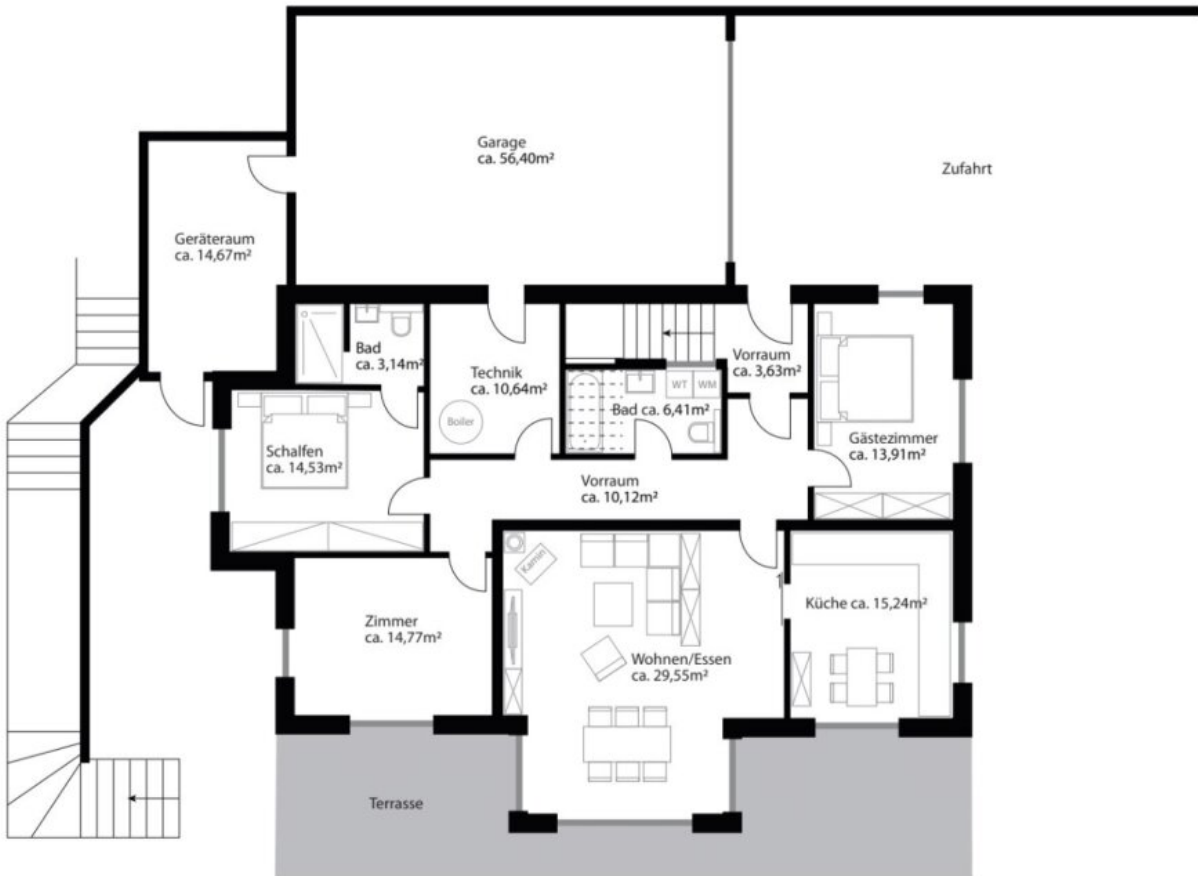 Garage
ca. 56,40m²
Zufahrt
Geräteraum
ca. 14,67m²
Bad
ca. 3,14m²
Technik
ca. 10,64m²
Boiler
Vorraum
ca. 3,63m²
WT
WM
Bad ca. 6,41m²
Gästezimmer
ca. 13,91m²
Schalfen
ca. 14,53m²
Vorraum
ca. 10,12m²
Kamin
Zimmer
ca. 14,77m²
Wohnen/Essen
ca. 29,55m²
Küche ca. 15,24m²
Terrasse